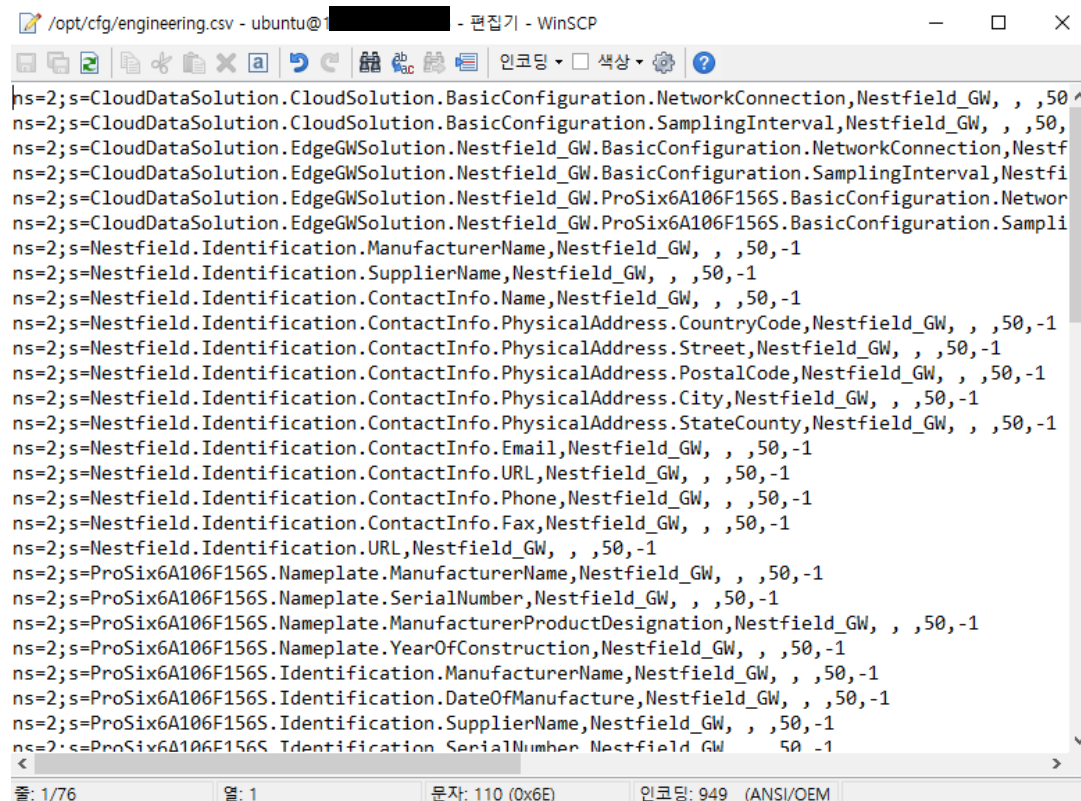 /opt/cfg/engineering.csv - ubuntu@1 - 편집기 - WinSCP
인코딩 색상
ns=2;s=CloudDataSolution.CloudSolution.BasicConfiguration.NetworkConnection,Nestfield_GW, , ,50
ns=2;s=CloudDataSolution.CloudSolution.BasicConfiguration.SamplingInterval,Nestfield_GW, , ,50,
ns=2;s=CloudDataSolution.EdgeGWSolution.Nestfield_GW.BasicConfiguration.NetworkConnection,Nestf
ns=2;s=CloudDataSolution.EdgeGWSolution.Nestfield_GW.BasicConfiguration.SamplingInterval,Nestfi
ns=2;s=CloudDataSolution.EdgeGWSolution.Nestfield_GW.ProSix6A106F156S.BasicConfiguration.Networ
ns=2;s=CloudDataSolution.EdgeGWSolution.Nestfield_GW.ProSix6A106F156S.BasicConfiguration.Sampli
ns=2;s=Nestfield.Identification.ManufacturerName,Nestfield_GW, , ,50,-1
ns=2;s=Nestfield.Identification.SupplierName,Nestfield_GW, , ,50,-1
ns=2;s=Nestfield.Identification.ContactInfo.Name,Nestfield_GW, , ,50,-1
ns=2;s=Nestfield.Identification.ContactInfo.PhysicalAddress.CountryCode,Nestfield_GW, , ,50,-1
ns=2;s=Nestfield.Identification.ContactInfo.PhysicalAddress.Street,Nestfield_GW, , ,50,-1
ns=2;s=Nestfield.Identification.ContactInfo.PhysicalAddress.PostalCode,Nestfield_GW, , ,50,-1
ns=2;s=Nestfield.Identification.ContactInfo.PhysicalAddress.City,Nestfield_GW, , ,50,-1
ns=2;s=Nestfield.Identification.ContactInfo.PhysicalAddress.StateCounty,Nestfield_GW, , ,50,-1
ns=2;s=Nestfield.Identification.ContactInfo.Email,Nestfield_GW, , ,50,-1
ns=2;s=Nestfield.Identification.ContactInfo.URL,Nestfield_GW, , ,50,-1
ns=2;s=Nestfield.Identification.ContactInfo.Phone,Nestfield_GW, , ,50,-1
ns=2;s=Nestfield.Identification.ContactInfo.Fax,Nestfield_GW, , ,50,-1
ns=2;s=Nestfield.Identification.URL,Nestfield_GW, , ,50,-1
ns=2;s=ProSix6A106F156S.Nameplate.ManufacturerName,Nestfield_GW, , ,50,-1
ns=2;s=ProSix6A106F156S.Nameplate.SerialNumber,Nestfield_GW, , ,50,-1
ns=2;s=ProSix6A106F156S.Nameplate.ManufacturerProductDesignation,Nestfield_GW, , ,50,-1
ns=2;s=ProSix6A106F156S.Nameplate.YearOfConstruction,Nestfield_GW, , ,50,-1
ns=2;s=ProSix6A106F156S.Identification.ManufacturerName,Nestfield_GW, , ,50,-1
ns=2;s=ProSix6A106F156S.Identification.DateOfManufacture,Nestfield_GW, , ,50,-1
ns=2;s=ProSix6A106F156S.Identification.SupplierName,Nestfield_GW, , ,50,-1
ns=2;s=ProSix6A106F156S.Identification.SerialNumber,Nestfield_GW, , ,50,-1
줄: 1/76 열: 1 문자: 110 (0x6E) 인코딩: 949 (ANSI/OEM